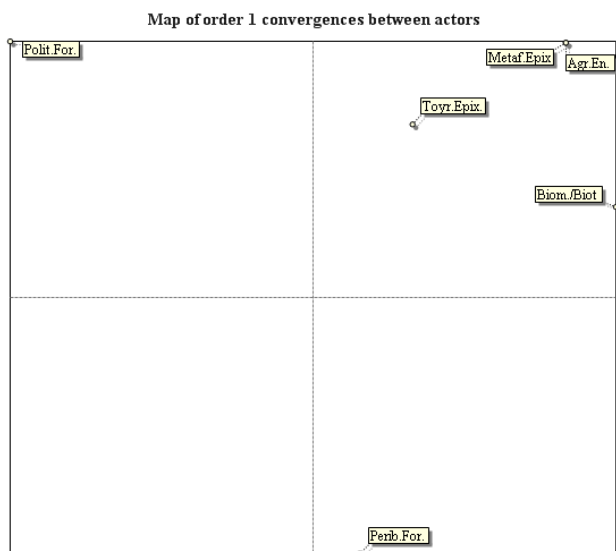 Map of order 1 convergences between actors
Polit.For.
Metaf.Epix
Agr.En.
Toyr.Epix.
Biom./Biot
Perib.For.